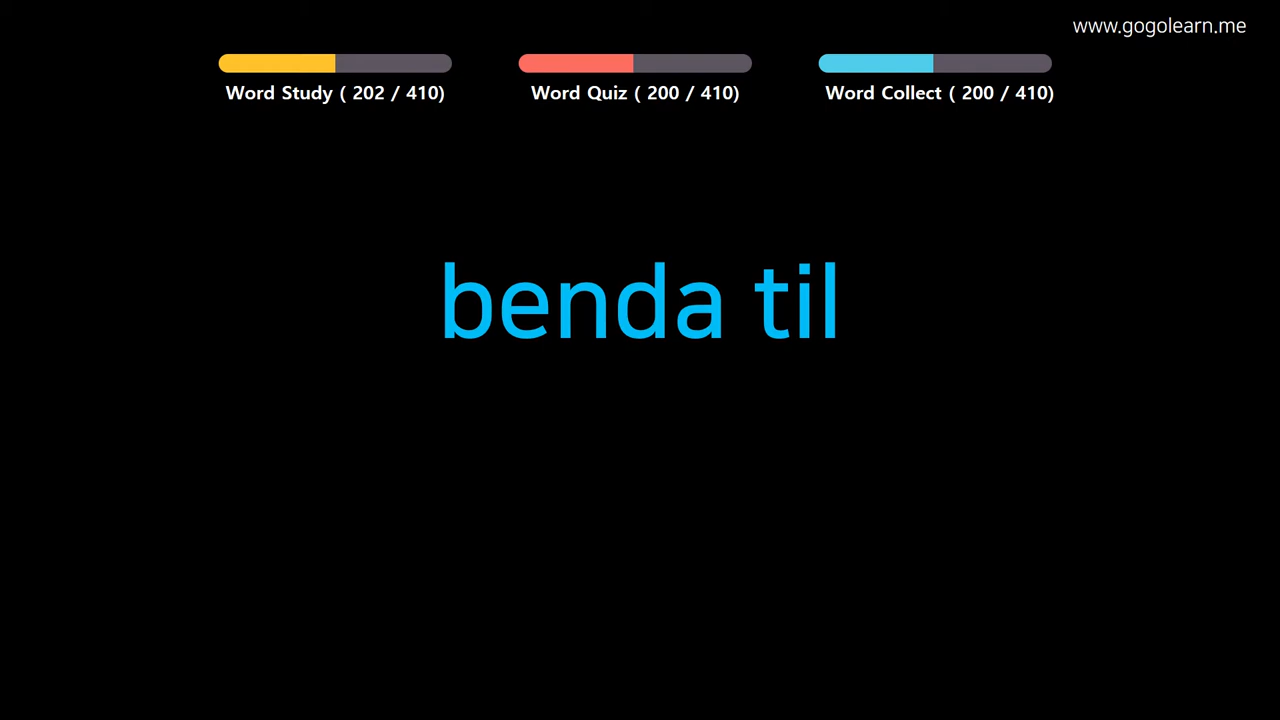 www.gogolearn.me
Word Study ( 202 / 410)
Word Quiz ( 200 / 410)
Word Collect ( 200 / 410)
benda til